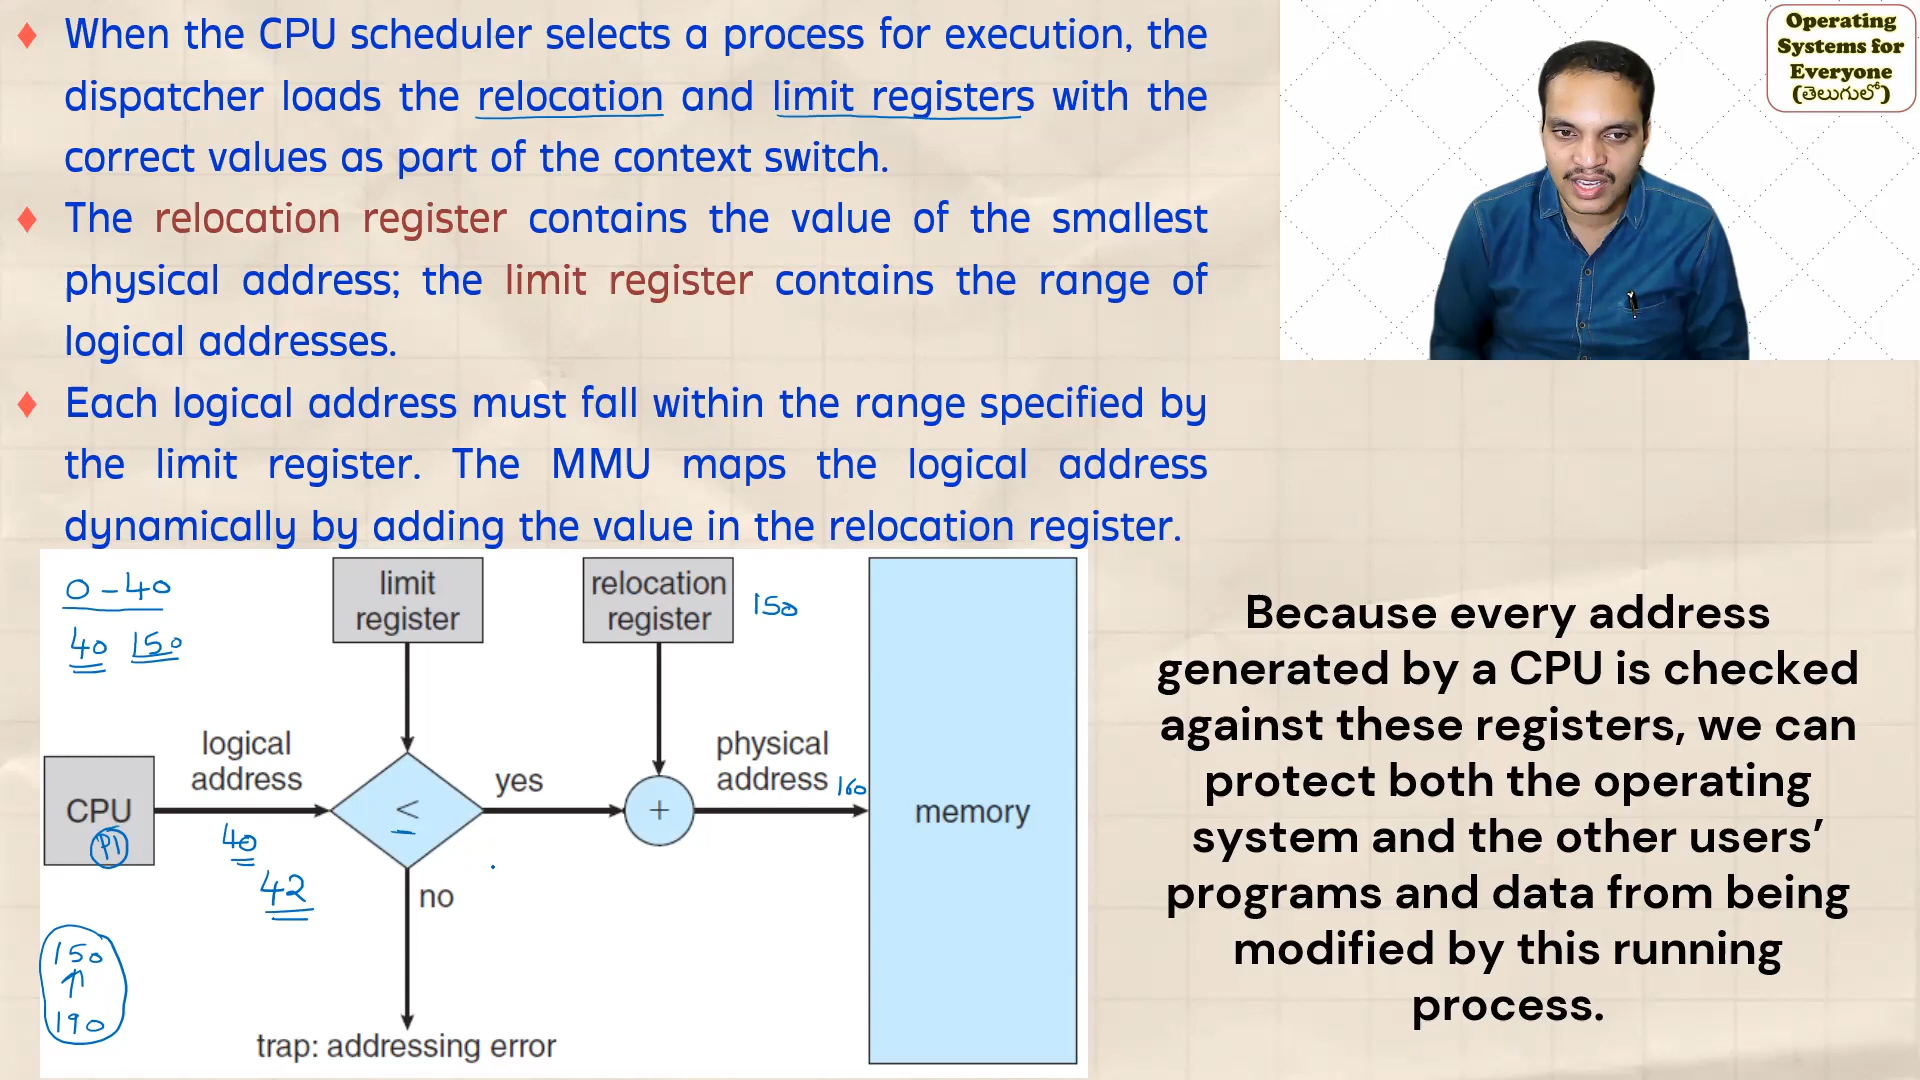 ♦ When the CPU scheduler selects a process for execution, the
dispatcher loads the relocation and limit registers with the
correct values as part of the context switch.
♦ The relocation register contains the value of the smallest
physical address; the limit register contains the range of
logical addresses.
♦ Each logical address must fall within the range specified by
the limit register. The MMU maps the logical address
dynamically by adding the value in the relocation register.
Operating
Systems for
Everyone
(తెలుగులో)
0 - 40
40 150
limit
register
relocation
register
150
logical
address
CPU
P1
40
42
<
yes
no
+
physical
address
160
memory
150
↑
190
trap: addressing error
Because every address
generated by a CPU is checked
against these registers, we can
protect both the operating
system and the other users’
programs and data from being
modified by this running
process.